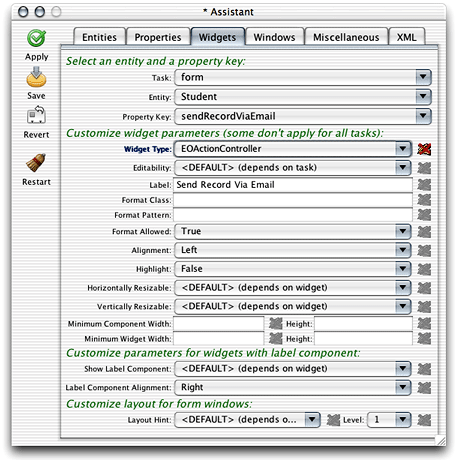 * Assistant
Entities Properties Widgets Windows Miscellaneous XML
Apply
Save
Revert
Restart
Select an entity and a property key:
Task: form
Entity: Student
Property Key: sendRecordViaEmail
Customize widget parameters (some don't apply for all tasks):
Widget Type: EOActionController
Editability: <DEFAULT> (depends on task)
Label: Send Record Via Email
Format Class:
Format Pattern:
Format Allowed: True
Alignment: Left
Highlight: False
Horizontally Resizable: <DEFAULT> (depends on widget)
Vertically Resizable: <DEFAULT> (depends on widget)
Minimum Component Width: Height:
Minimum Widget Width: Height:
Customize parameters for widgets with label component:
Show Label Component: <DEFAULT> (depends on widget)
Label Component Alignment: Right
Customize layout for form windows:
Layout Hint: <DEFAULT> (depends o... Level: 1